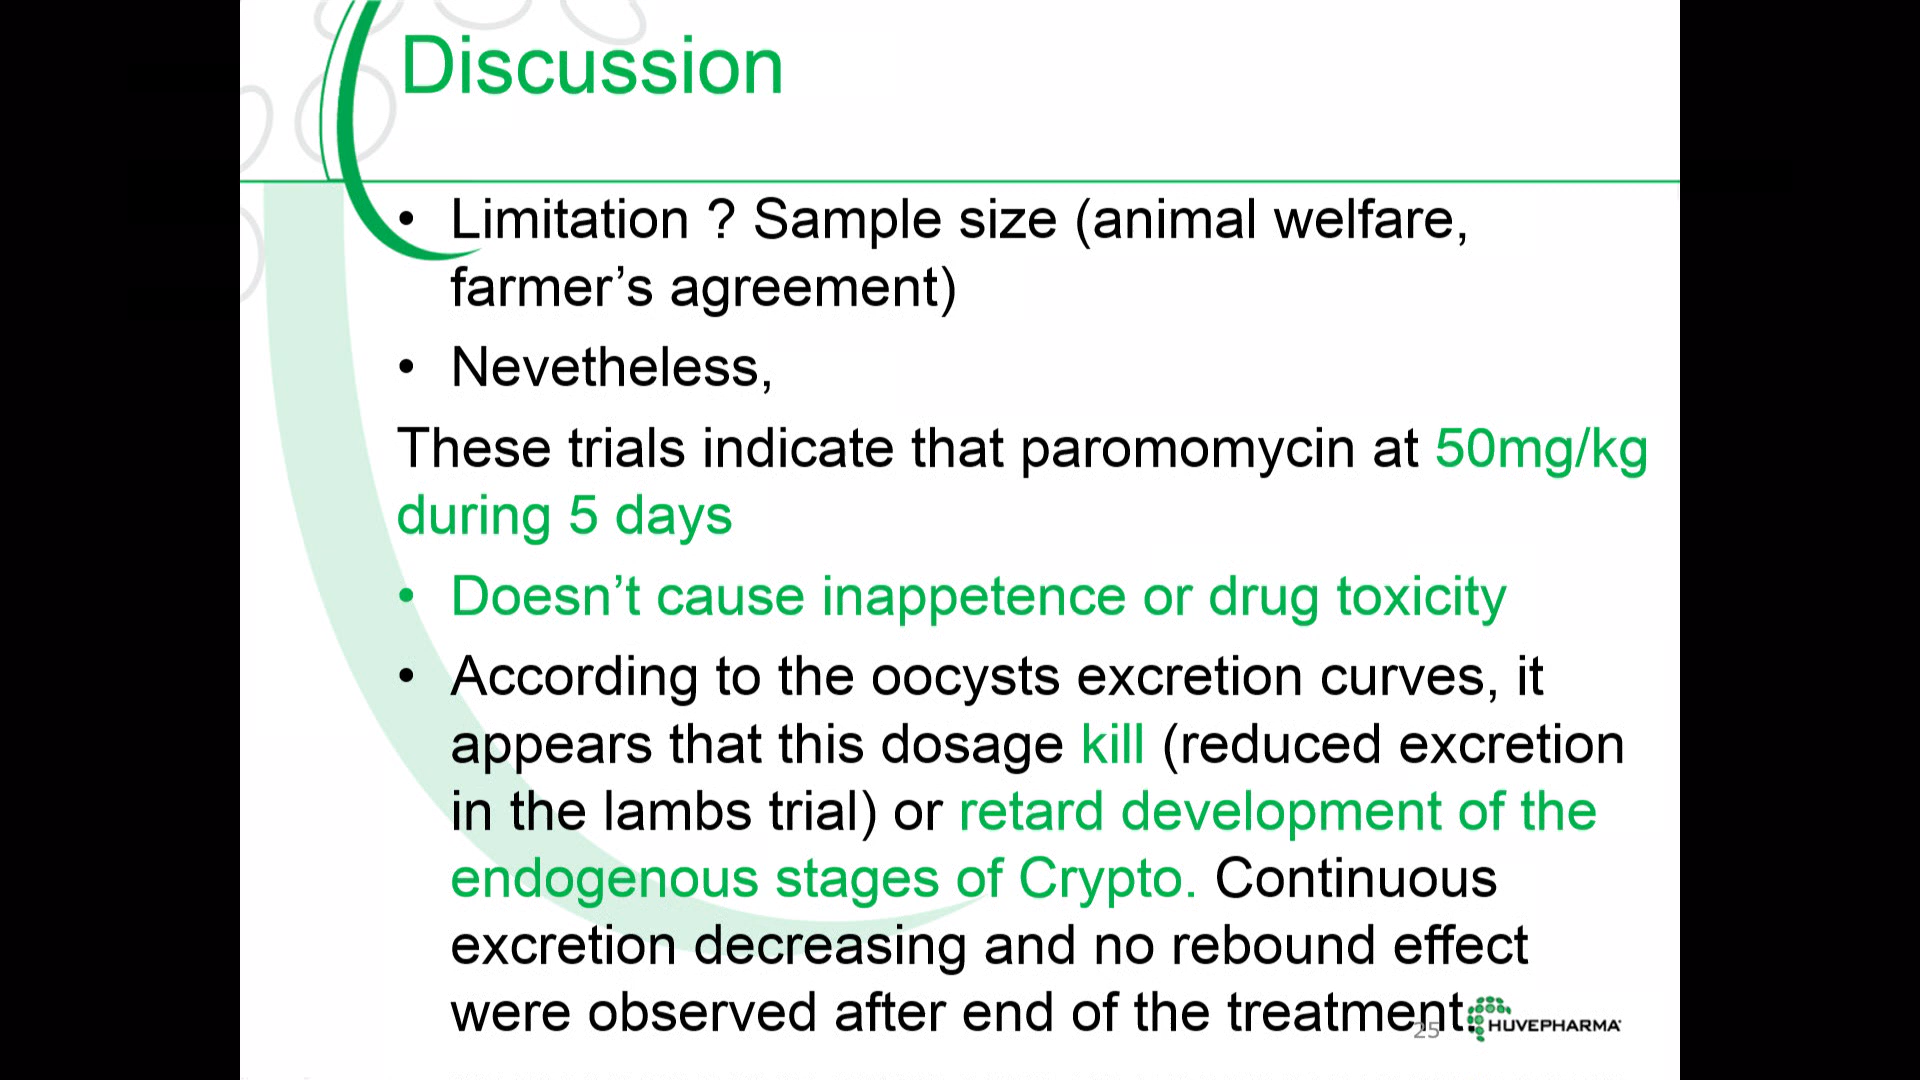 Discussion
• Limitation ? Sample size (animal welfare,
farmer’s agreement)
• Nevetheless,
These trials indicate that paromomycin at 50mg/kg
during 5 days
• Doesn’t cause inappetence or drug toxicity
• According to the oocysts excretion curves, it
appears that this dosage kill (reduced excretion
in the lambs trial) or retard development of the
endogenous stages of Crypto. Continuous
excretion decreasing and no rebound effect
were observed after end of the treatment.
25
HUVEPHARMA